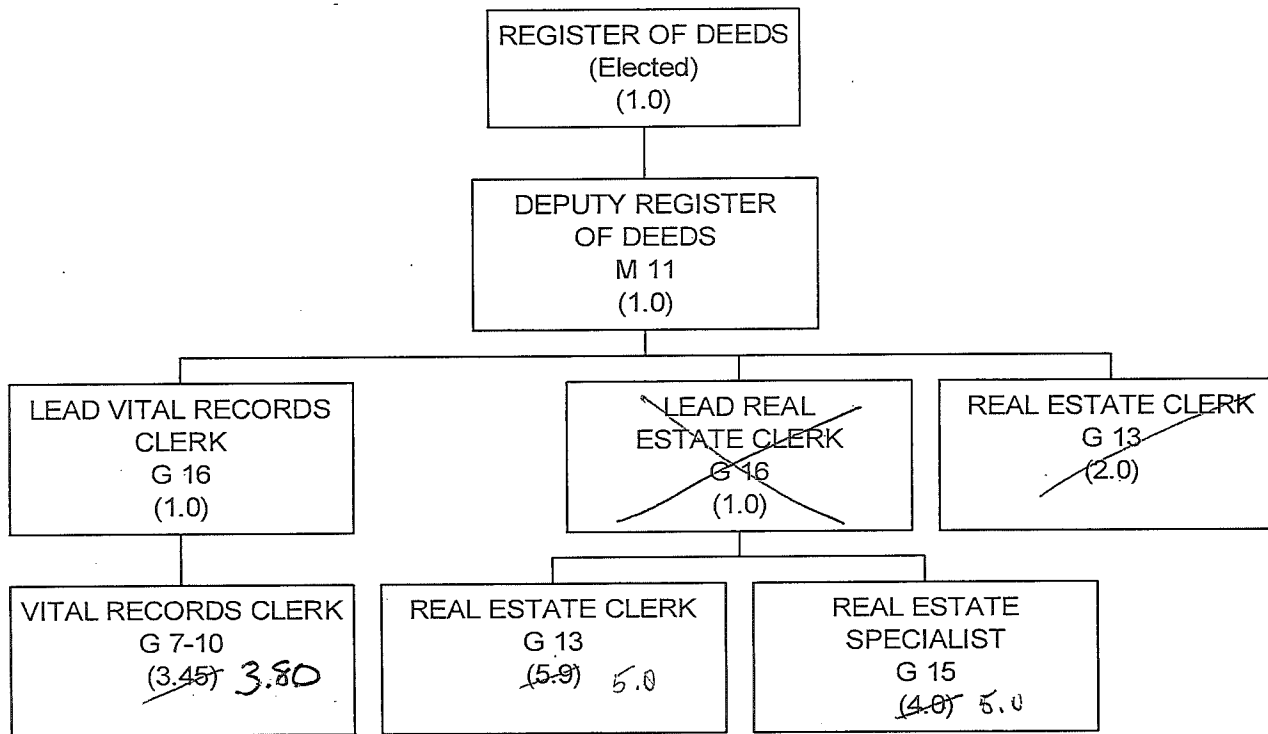 REGISTER OF DEEDS
(Elected)
(1.0)
DEPUTY REGISTER
OF DEEDS
M 11
(1.0)
LEAD VITAL RECORDS
CLERK
G 16
(1.0)
LEAD REAL
ESTATE CLERK
G 16
(1.0)
REAL ESTATE CLERK
G 13
(2.0)
VITAL RECORDS CLERK
G 7-10
(3.45) 3.80
REAL ESTATE CLERK
G 13
(5.9) 5.0
REAL ESTATE
SPECIALIST
G 15
(4.0) 5.0